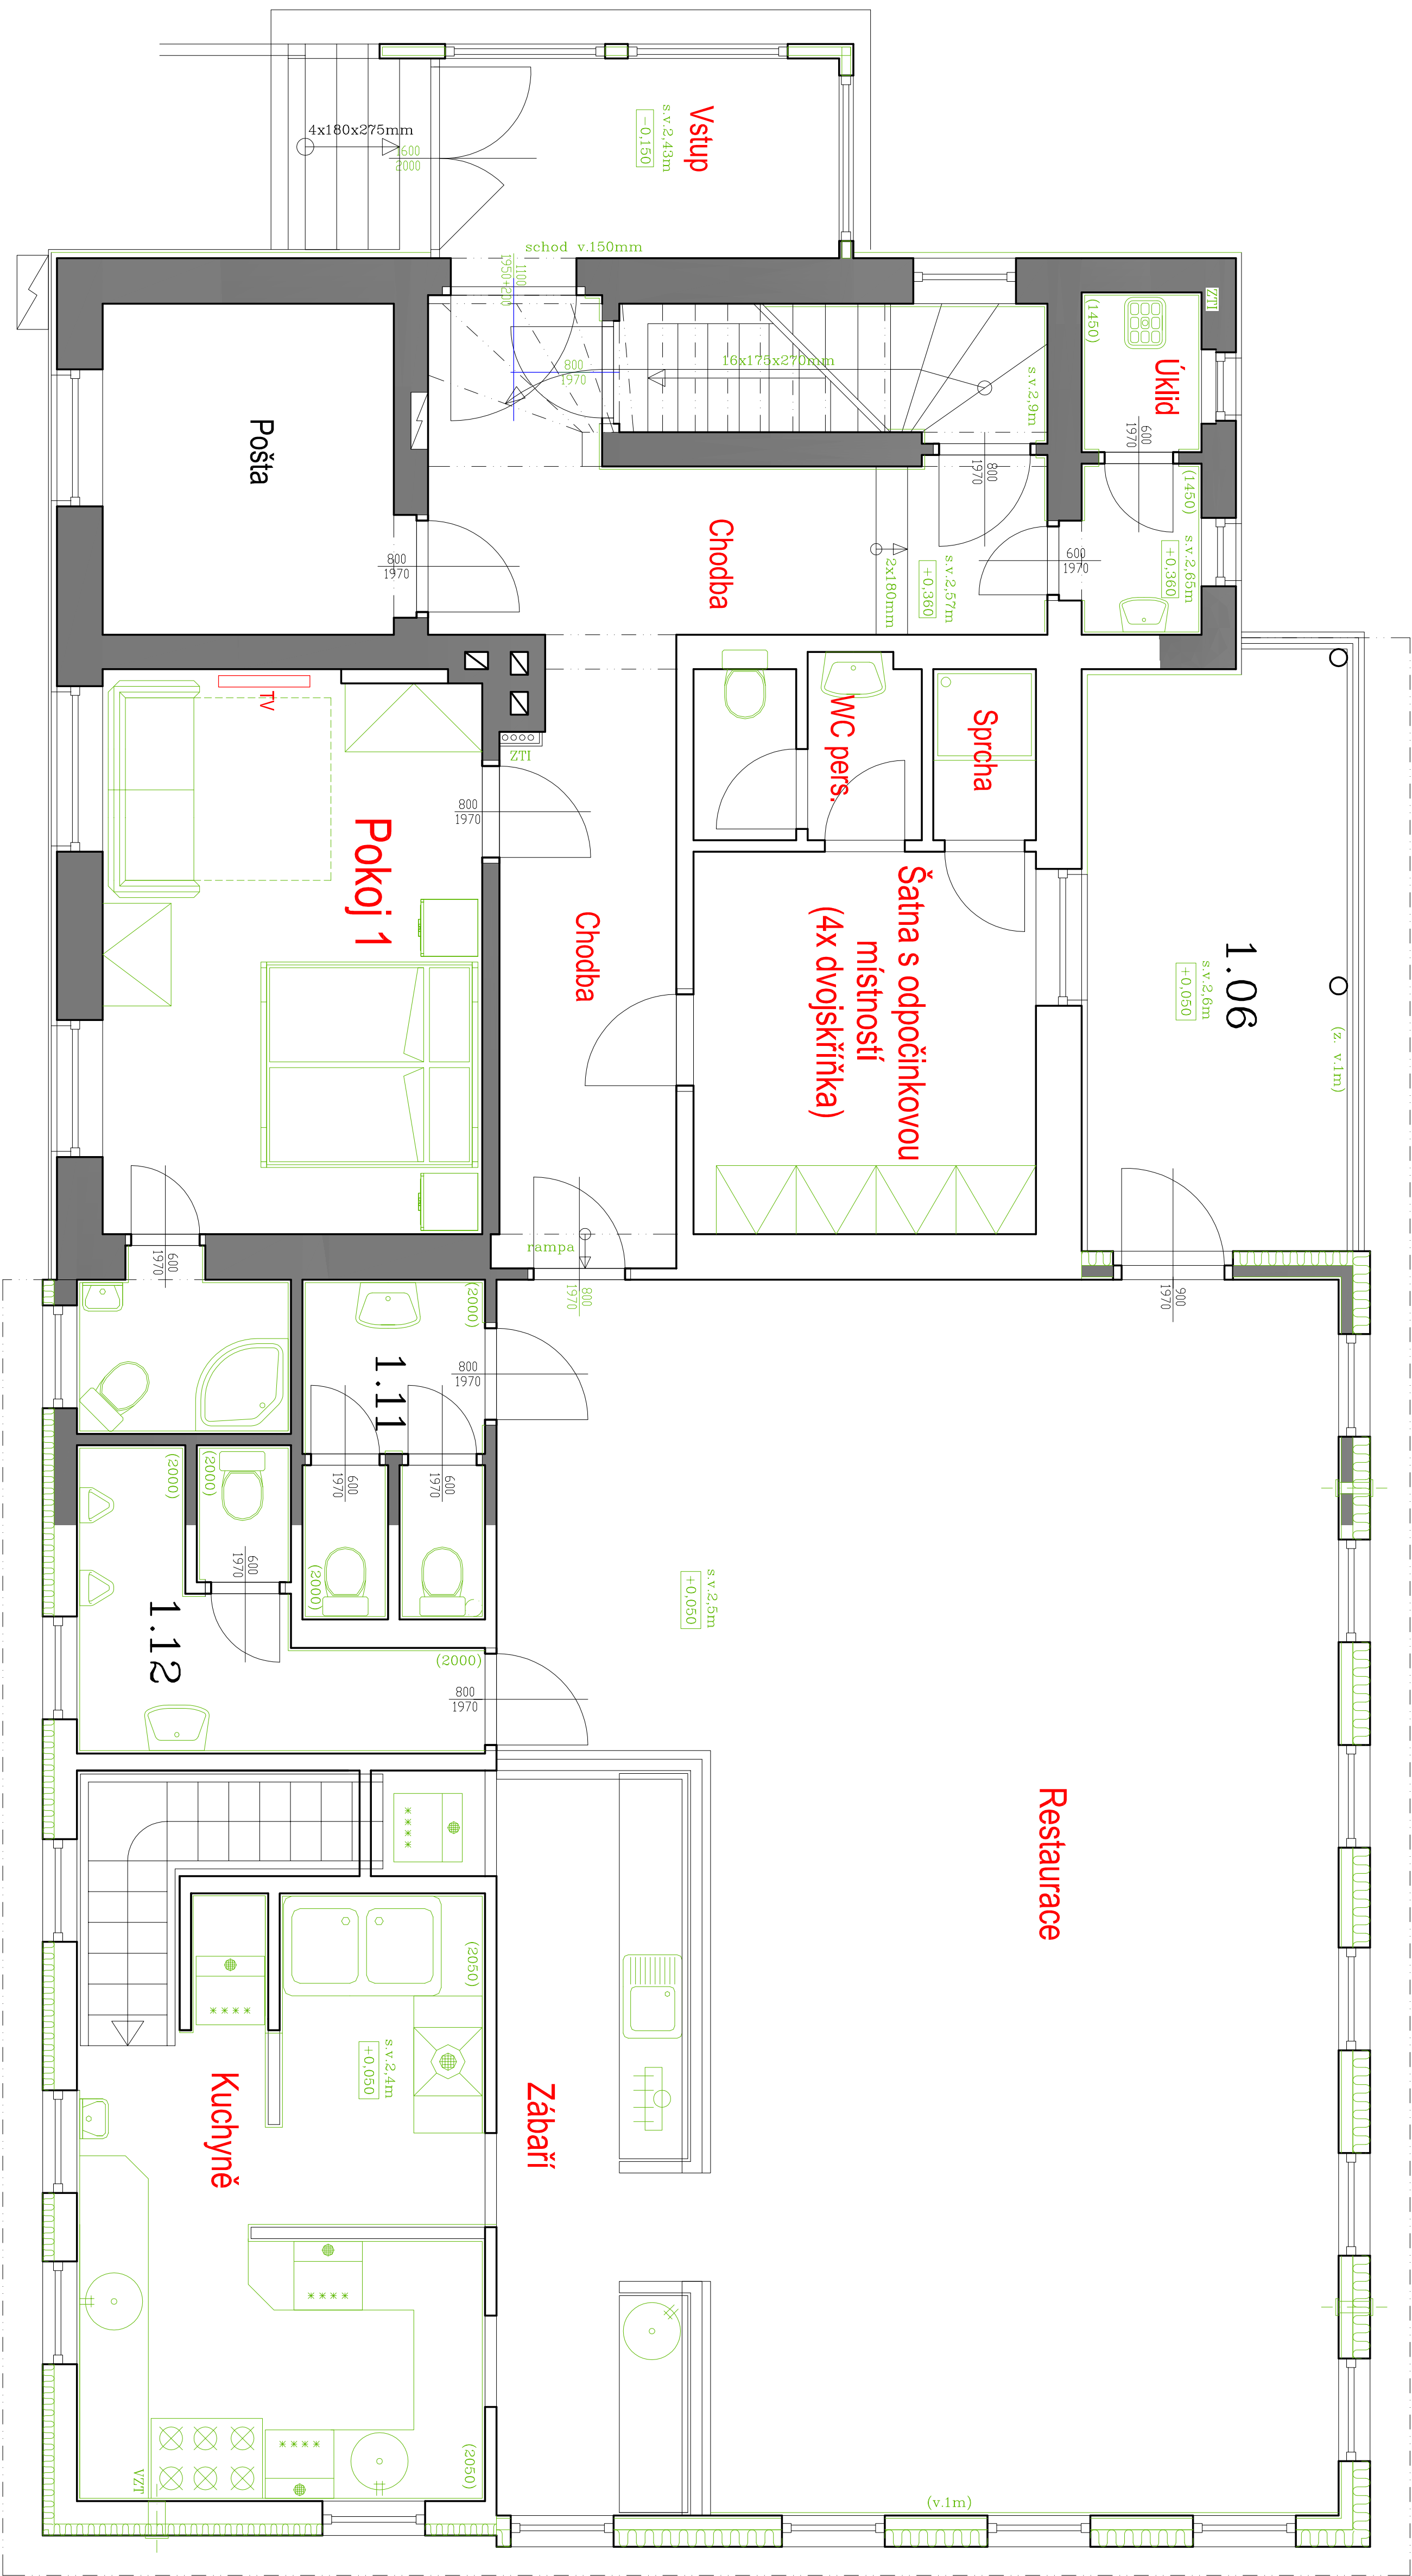 4x180x275mm
1600
2000
s.v.2,43m
-0,150
Vstup
schod v.150mm
1100
1950+200
800
1970
16x175x270mm
s.v.2,9m
ZTI
(1450)
Úklid
600
1970
Pošta
800
1970
800
1970
Chodba
2x180mm
s.v.2,57m
+0,360
600
1970
(1450)
s.v.2,65m
+0,360
TV
ZTI
WC pers.
Sprcha
Pokoj 1
800
1970
Chodba
Šatna s odpočinkovou
místností
(4x dvojskříňka)
1.06
s.v.2,6m
+0,050
(z. v.1m)
600
1970
rampa
800
1970
900
1970
(2000)
1.11
800
1970
600
1970
600
1970
(2000)
(2000)
(2000)
600
1970
1.12
(2000)
800
1970
s.v.2,5m
+0,050
Restaurace
(2050)
s.v.2,4m
+0,050
Kuchyně
Zábaří
(2050)
VZT
(v.1m)